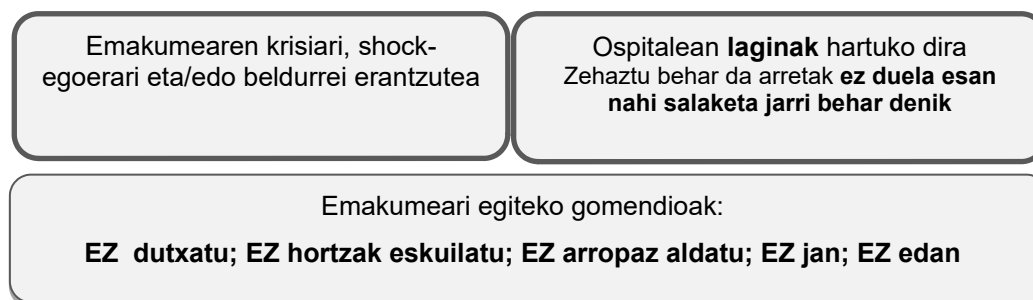 Emakumearen krisiari, shock-
egoerari eta/edo beldurrei erantzutea
Ospitalean laginak hartuko dira
Zehaztu behar da arretak ez duela esan
nahi salaketa jarri behar denik
Emakumeari egiteko gomendioak:
EZ dutxatu; EZ hortzak eskuilatu; EZ arropaz aldatu; EZ jan; EZ edan